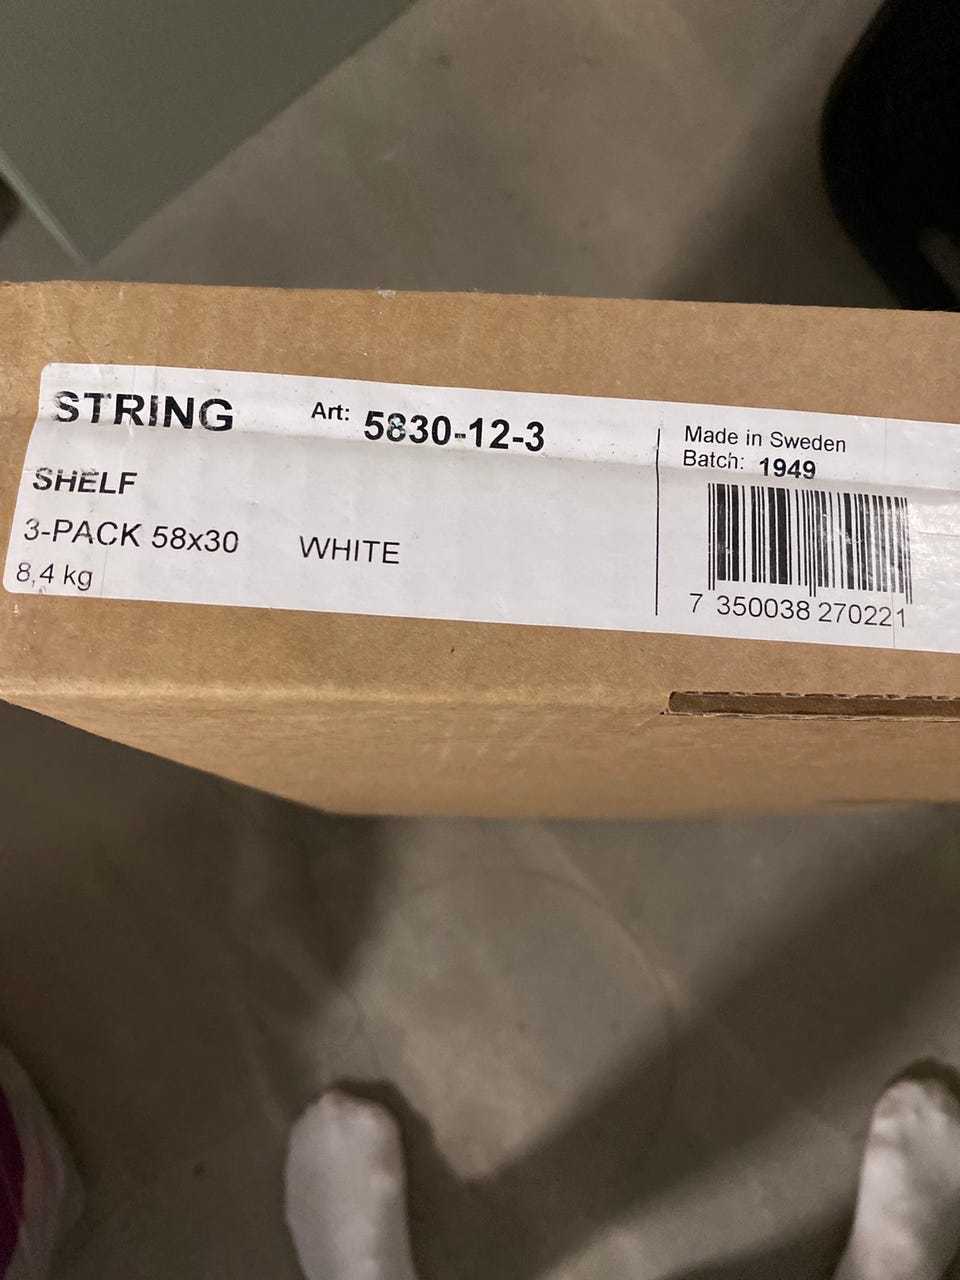 STRING Art: 5830-12-3
SHELF
3-PACK 58x30 WHITE
8,4 kg
Made in Sweden
Batch: 1949
7 350038 270221